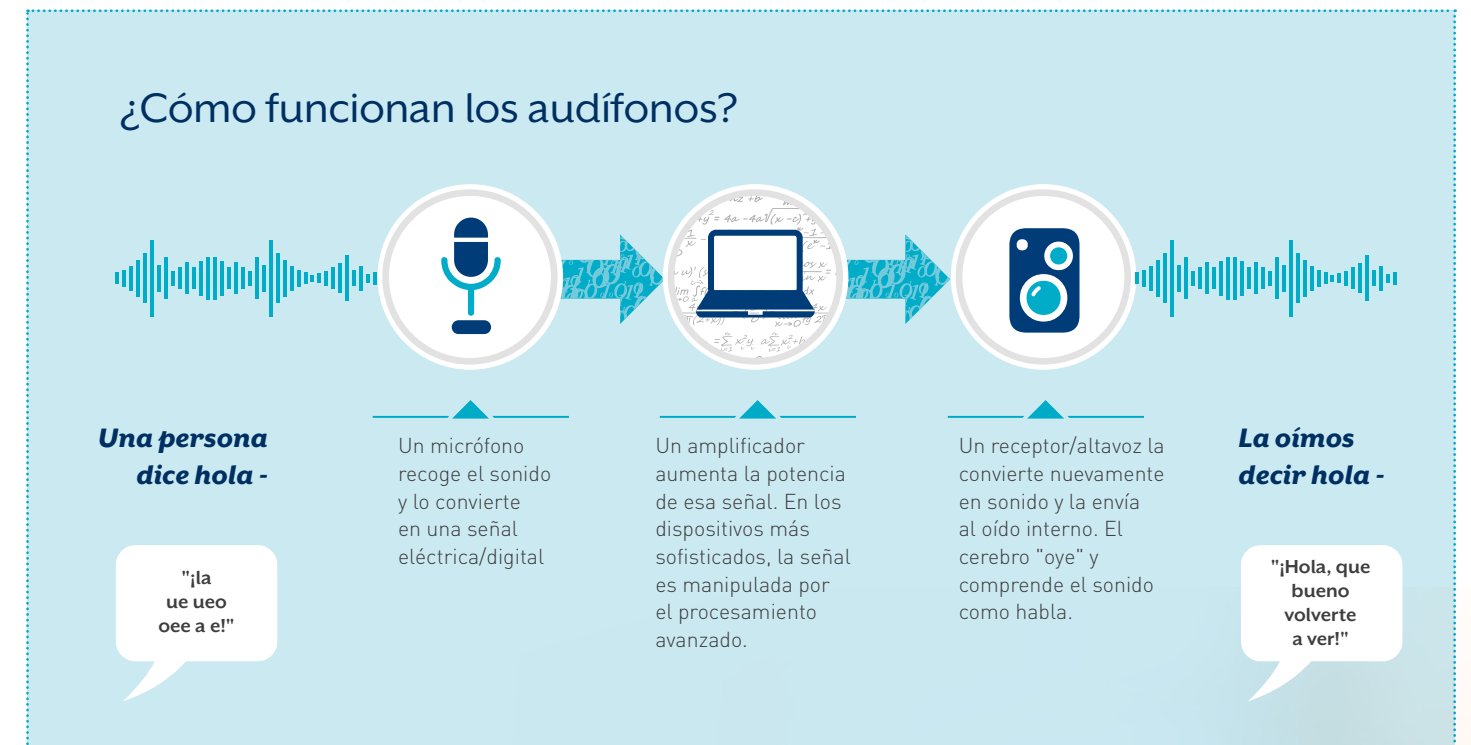 ¿Cómo funcionan los audífonos?
Una persona
dice hola -
"¡la
ue ueo
oee a e!"
Un micrófono
recoge el sonido
y lo convierte
en una señal
eléctrica/digital
Un amplificador
aumenta la potencia
de esa señal. En los
dispositivos más
sofisticados, la señal
es manipulada por
el procesamiento
avanzado.
Un receptor/altavoz la
convierte nuevamente
en sonido y la envía
al oído interno. El
cerebro "oye" y
comprende el sonido
como habla.
La oímos
decir hola -
"¡Hola, que
bueno
volverte
a ver!"